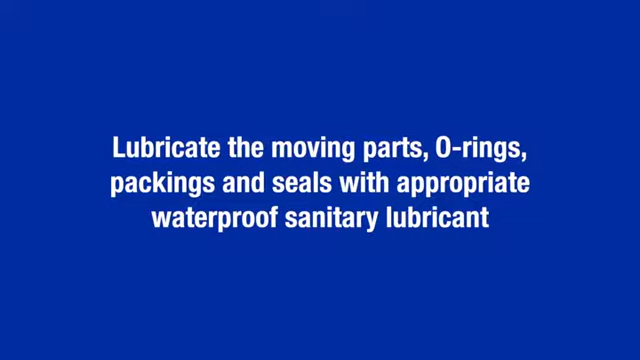 Lubricate the moving parts, O-rings,
packings and seals with appropriate
waterproof sanitary lubricant